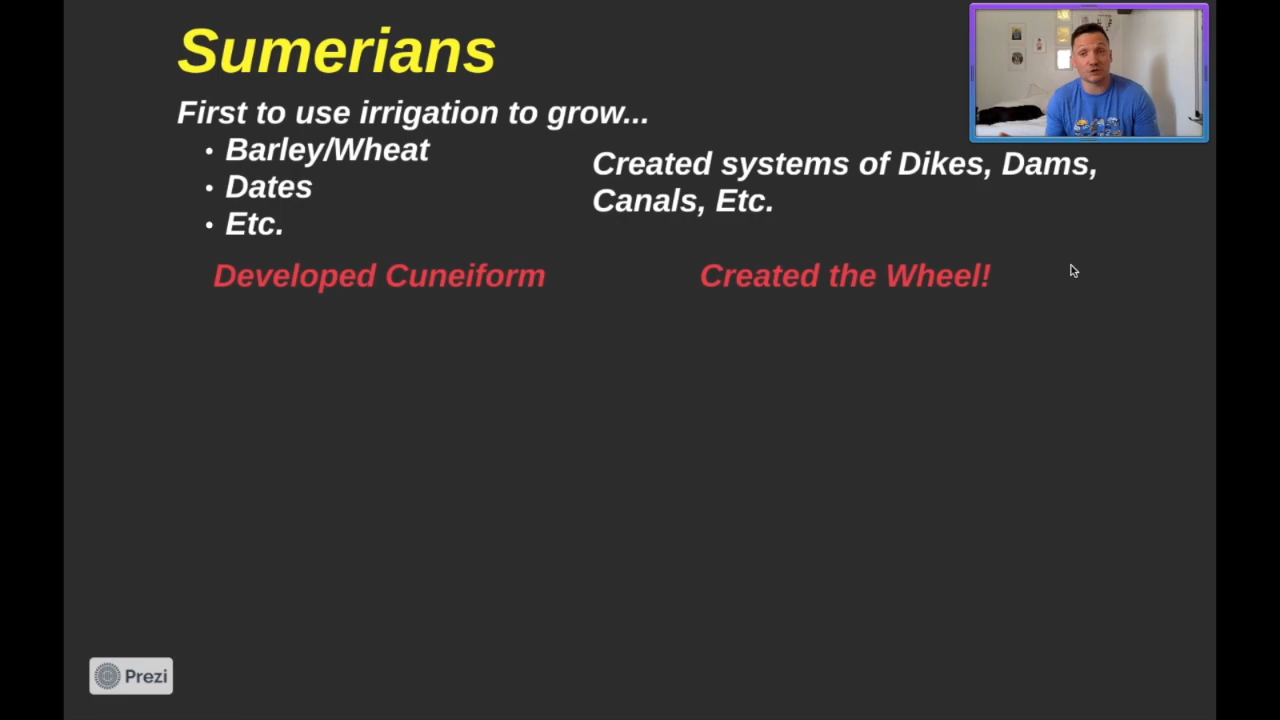 Sumerians
First to use irrigation to grow...
• Barley/Wheat
• Dates
• Etc.
Created systems of Dikes, Dams,
Canals, Etc.
Developed Cuneiform
Created the Wheel!
Prezi